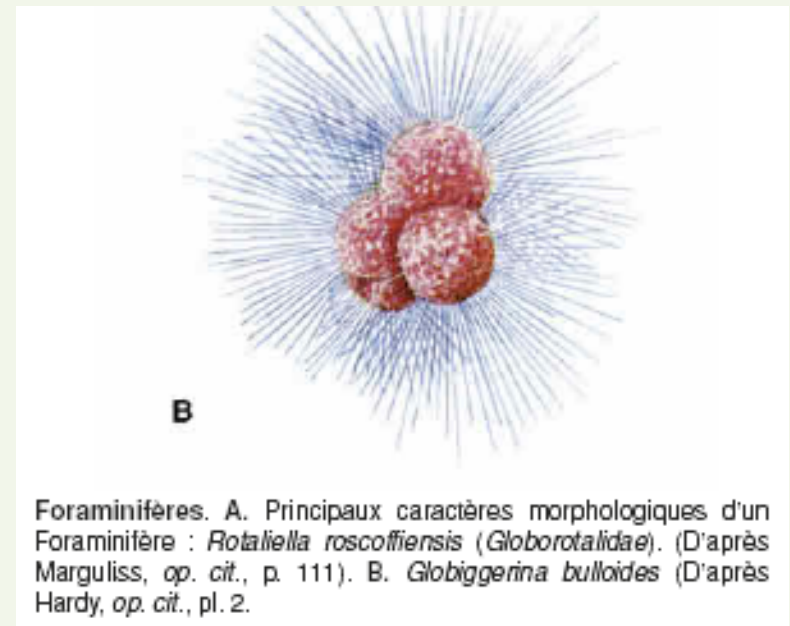 B
Foraminifères. A. Principaux caractères morphologiques d'un
Foraminifère : Rotaliella roscoffiensis (Globorotalidae). (D'après
Marguliss, op. cit., p. 111). B. Globiggerina bulloides (D'après
Hardy, op. cit., pl. 2.